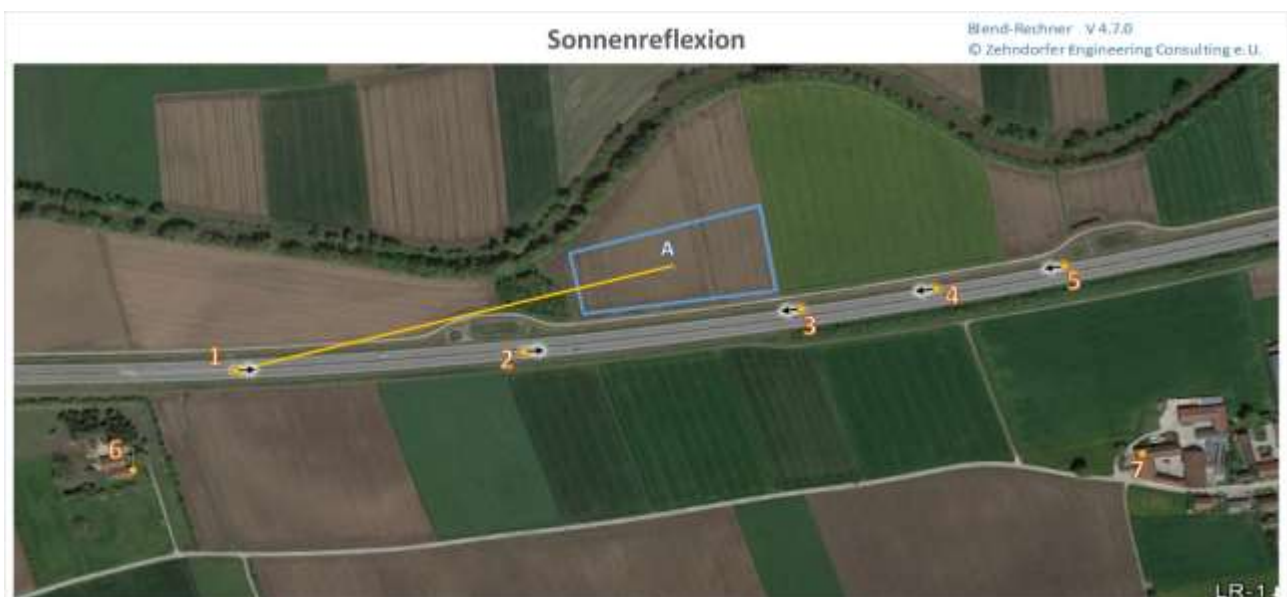 Sonnenreflexion
Blend-Rechner V 4.7.0
© Zehndorfer Engineering Consulting e.U.
A
1
2
3
4
5
6
7
LR-1